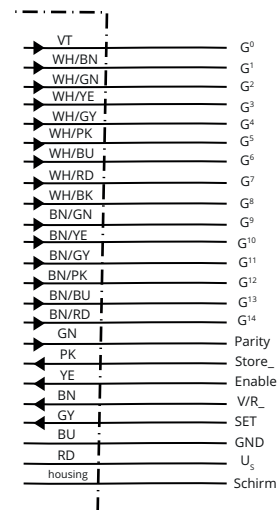 VT G⁰
WH/BN G¹
WH/GN G²
WH/YE G³
WH/GY G⁴
WH/PK G⁵
WH/BU G⁶
WH/RD G⁷
WH/BK G⁸
BN/GN G⁹
BN/YE G¹⁰
BN/GY G¹¹
BN/PK G¹²
BN/BU G¹³
BN/RD G¹⁴
GN Parity
PK Store_
YE Enable
BN V/R_
GY SET
BU GND
RD Uₛ
housing Schirm